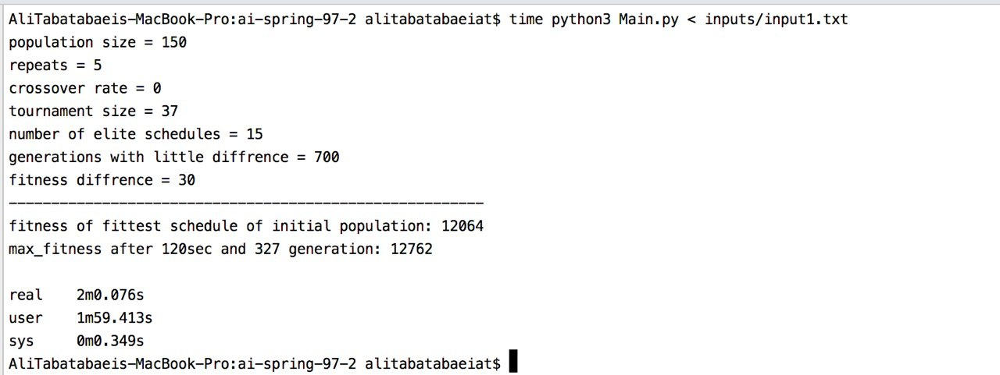 AliTabatabaeis-MacBook-Pro:ai-spring-97-2 alitabatabaeiat$ time python3 Main.py < inputs/input1.txt
population size = 150
repeats = 5
crossover rate = 0
tournament size = 37
number of elite schedules = 15
generations with little diffrence = 700
fitness diffrence = 30
--------------------------------------------------------
fitness of fittest schedule of initial population: 12064
max_fitness after 120sec and 327 generation: 12762
real 2m0.076s
user 1m59.413s
sys 0m0.349s
AliTabatabaeis-MacBook-Pro:ai-spring-97-2 alitabatabaeiat$